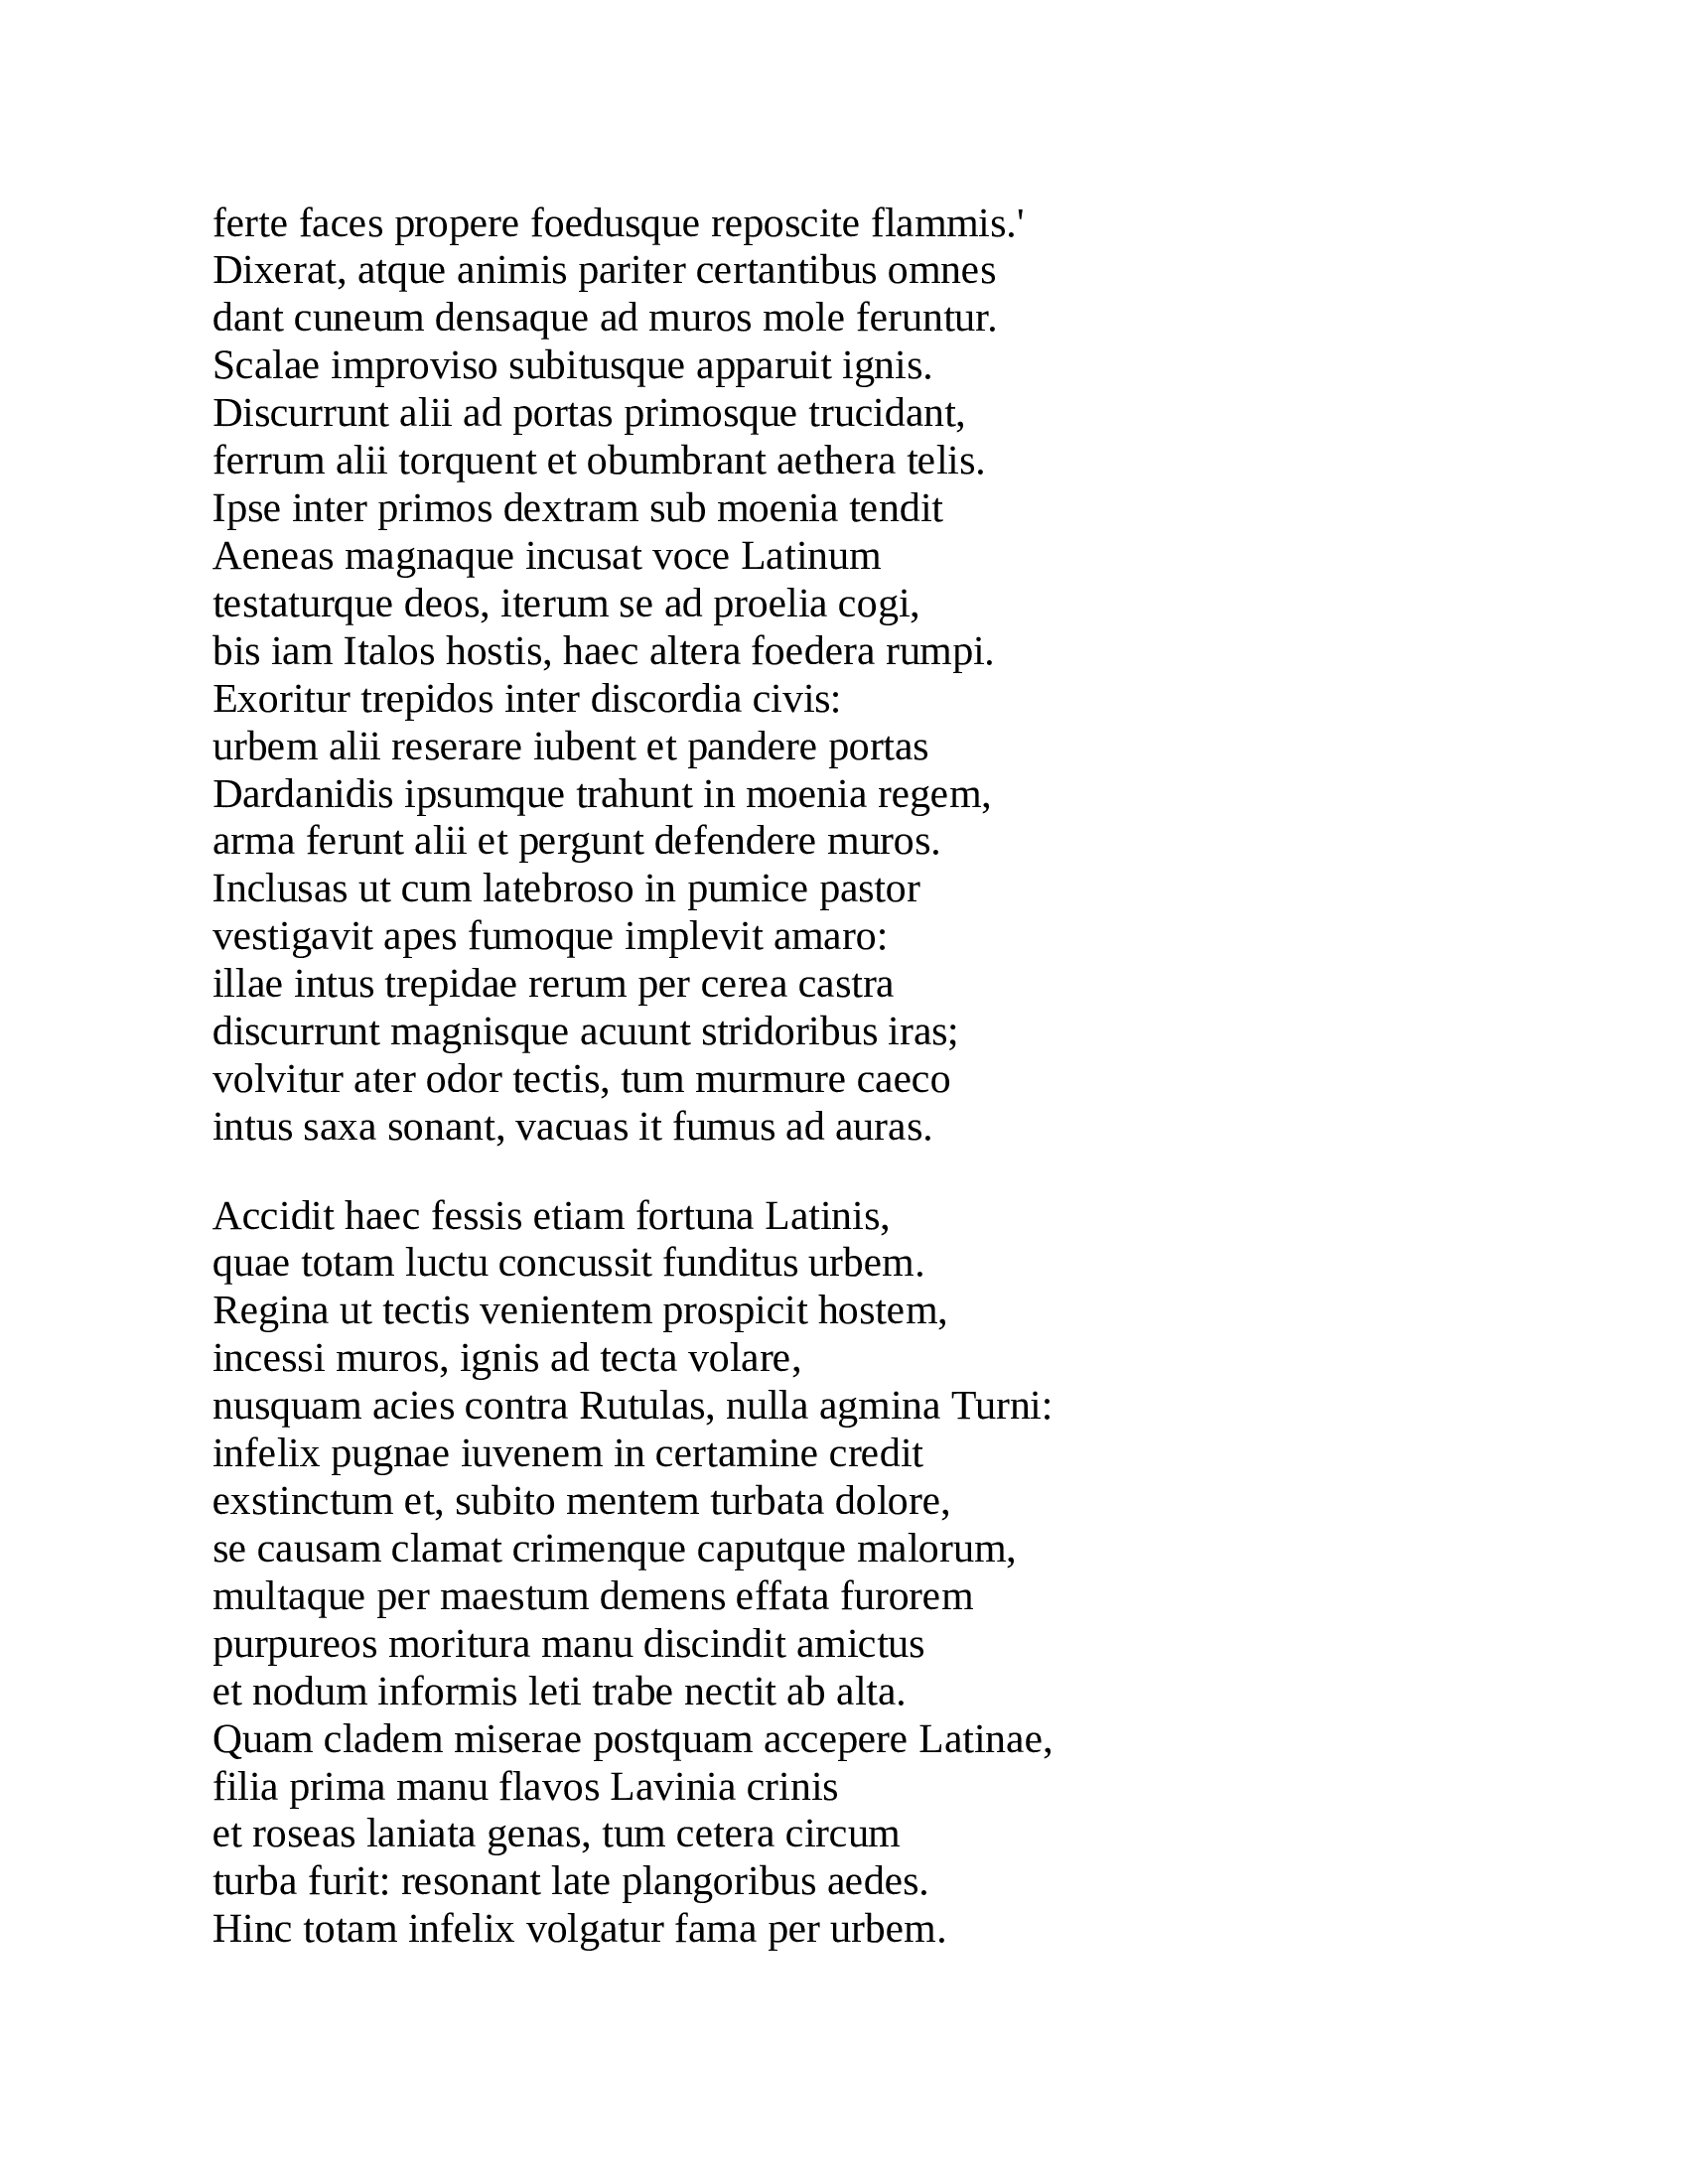 ferte faces propere foedusque reposcite flammis.'
Dixerat, atque animis pariter certantibus omnes
dant cuneum densaque ad muros mole feruntur.
Scalae improviso subitusque apparuit ignis.
Discurrunt alii ad portas primosque trucidant,
ferrum alii torquent et obumbrant aethera telis.
Ipse inter primos dextram sub moenia tendit
Aeneas magnaque incusat voce Latinum
testaturque deos, iterum se ad proelia cogi,
bis iam Italos hostis, haec altera foedera rumpi.
Exoritur trepidos inter discordia civis:
urbem alii reserare iubent et pandere portas
Dardanidis ipsumque trahunt in moenia regem,
arma ferunt alii et pergunt defendere muros.
Inclusas ut cum latebroso in pumice pastor
vestigavit apes fumoque implevit amaro:
illae intus trepidae rerum per cerea castra
discurrunt magnisque acuunt stridoribus iras;
volvitur ater odor tectis, tum murmure caeco
intus saxa sonant, vacuas it fumus ad auras.

Accidit haec fessis etiam fortuna Latinis,
quae totam luctu concussit funditus urbem.
Regina ut tectis venientem prospicit hostem,
incessi muros, ignis ad tecta volare,
nusquam acies contra Rutulas, nulla agmina Turni:
infelix pugnae iuvenem in certamine credit
exstinctum et, subito mentem turbata dolore,
se causam clamat crimenque caputque malorum,
multaque per maestum demens effata furorem
purpureos moritura manu discindit amictus
et nodum informis leti trabe nectit ab alta.
Quam cladem miserae postquam accepere Latinae,
filia prima manu flavos Lavinia crinis
et roseas laniata genas, tum cetera circum
turba furit: resonant late plangoribus aedes.
Hinc totam infelix volgatur fama per urbem.